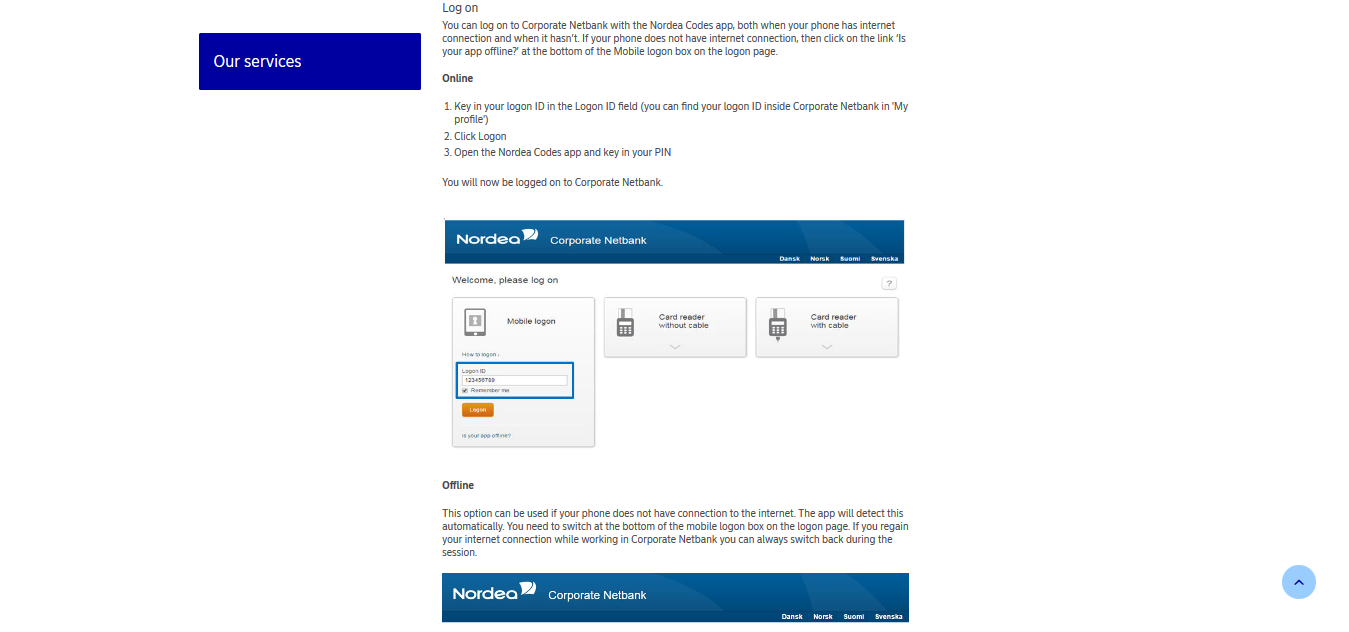 Log on
You can log on to Corporate Netbank with the Nordea Codes app, both when your phone has internet
connection and when it hasn't. If your phone does not have internet connection, then click on the link 'Is
your app offline?' at the bottom of the Mobile logon box on the logon page.
Our services
Online
1. Key in your logon ID in the Logon ID field (you can find your logon ID inside Corporate Netbank in 'My
profile')
2. Click Logon
3. Open the Nordea Codes app and key in your PIN
You will now be logged on to Corporate Netbank.
Nordea Corporate Netbank
Dansk Norsk Suomi Svenska
Welcome, please log on
?
Mobile logon
Card reader
without cable
Card reader
with cable
How to logon ›
Logon ID
123456789
Remember me
Logon
Is your app offline?
Offline
This option can be used if your phone does not have connection to the internet. The app will detect this
automatically. You need to switch at the bottom of the mobile logon box on the logon page. If you regain
your internet connection while working in Corporate Netbank you can always switch back during the
session.
Nordea Corporate Netbank
Dansk Norsk Suomi Svenska